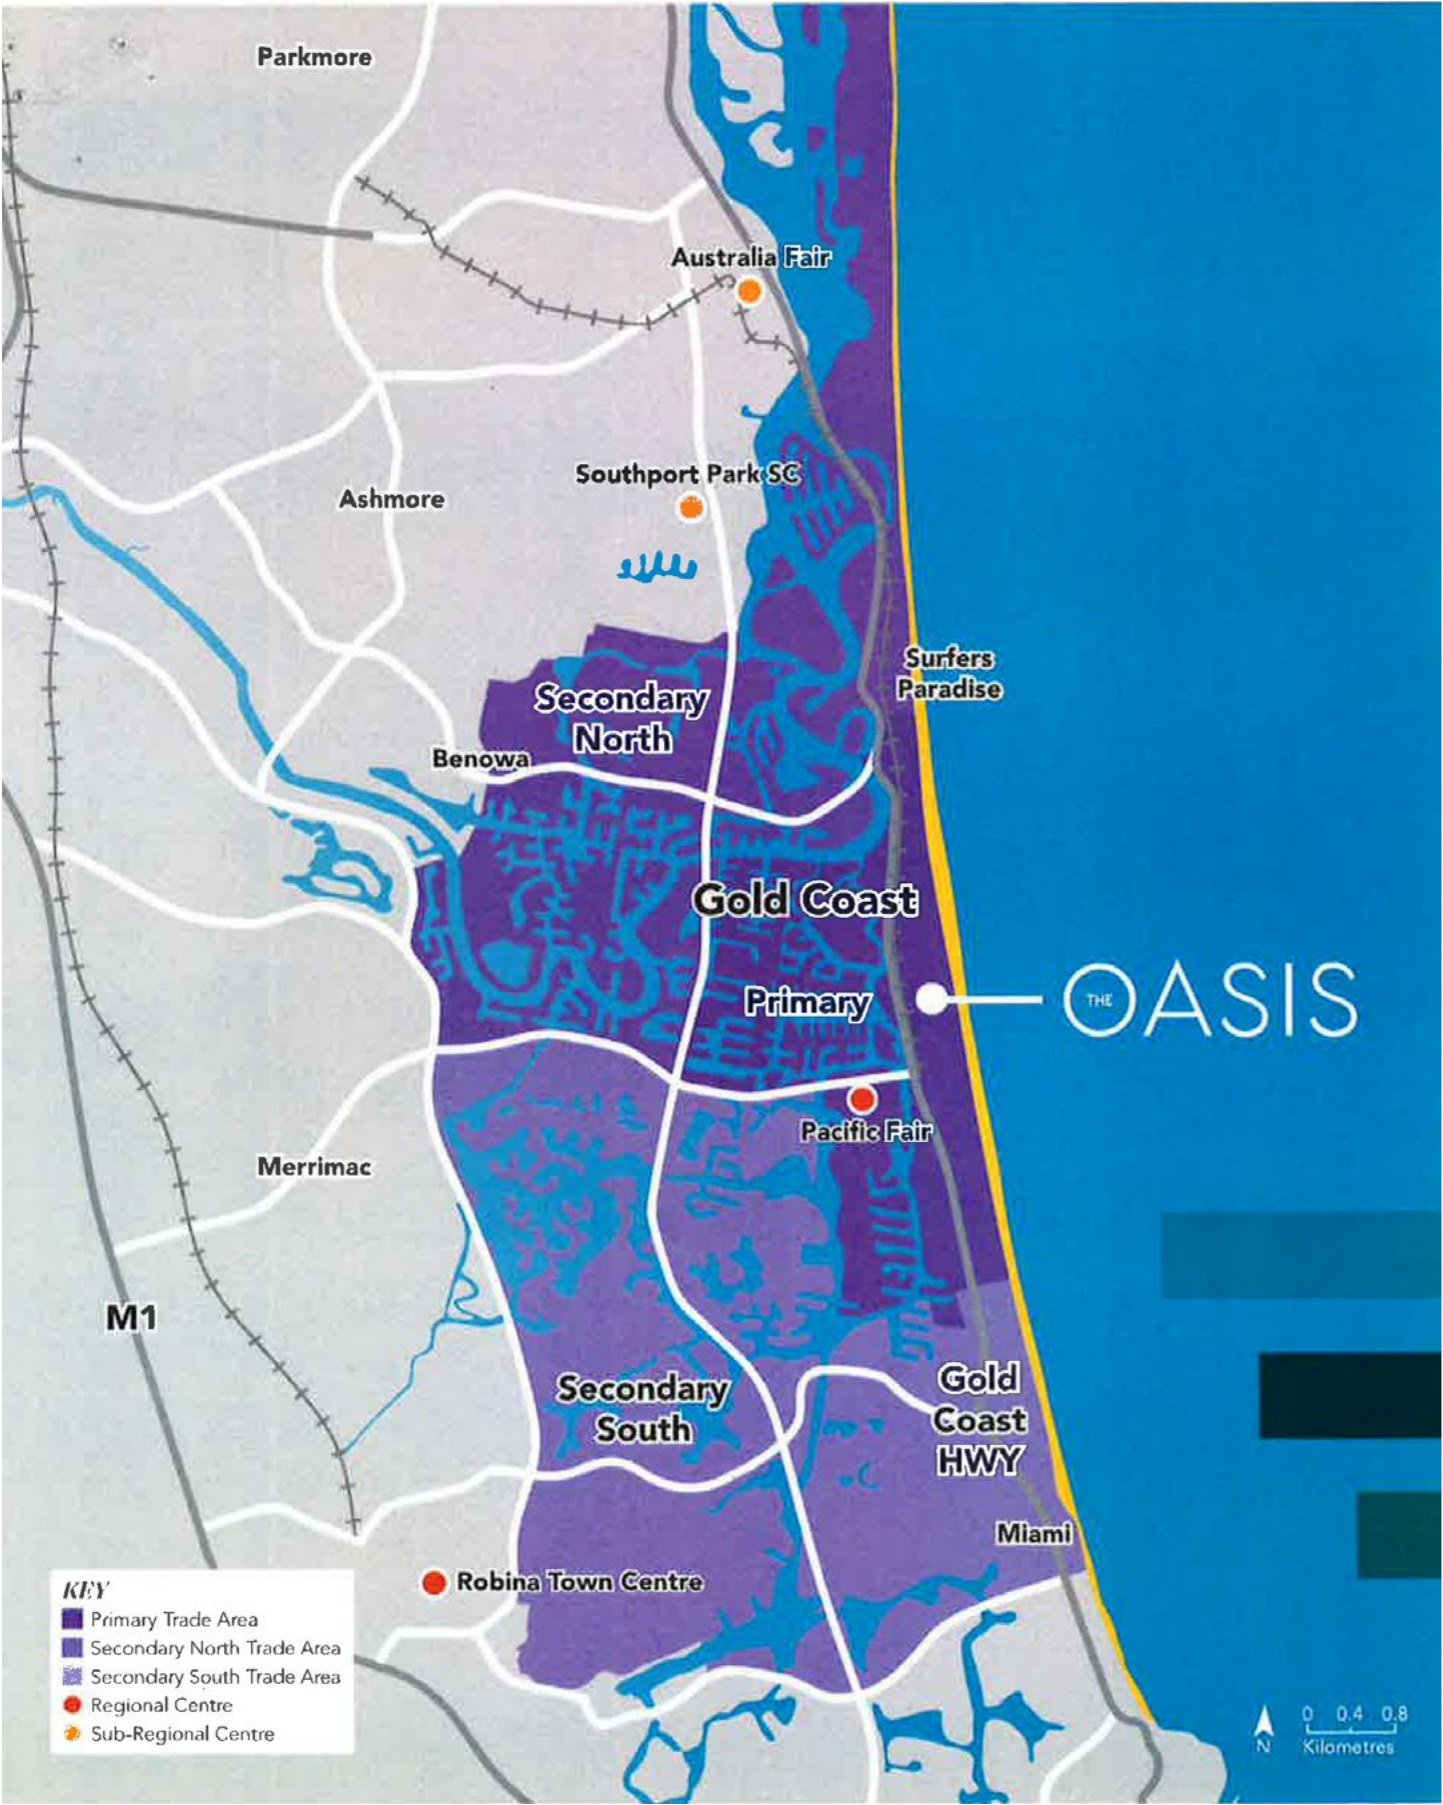 Parkmore
Australia Fair
Southport Park SC
Ashmore
Surfers
Paradise
Secondary
North
Benowa
Gold Coast
Primary
THE OASIS
Pacific Fair
Merrimac
M1
Secondary
South
Gold
Coast
HWY
Miami
Robina Town Centre
KEY
Primary Trade Area
Secondary North Trade Area
Secondary South Trade Area
Regional Centre
Sub-Regional Centre
N
0 0.4 0.8
Kilometres